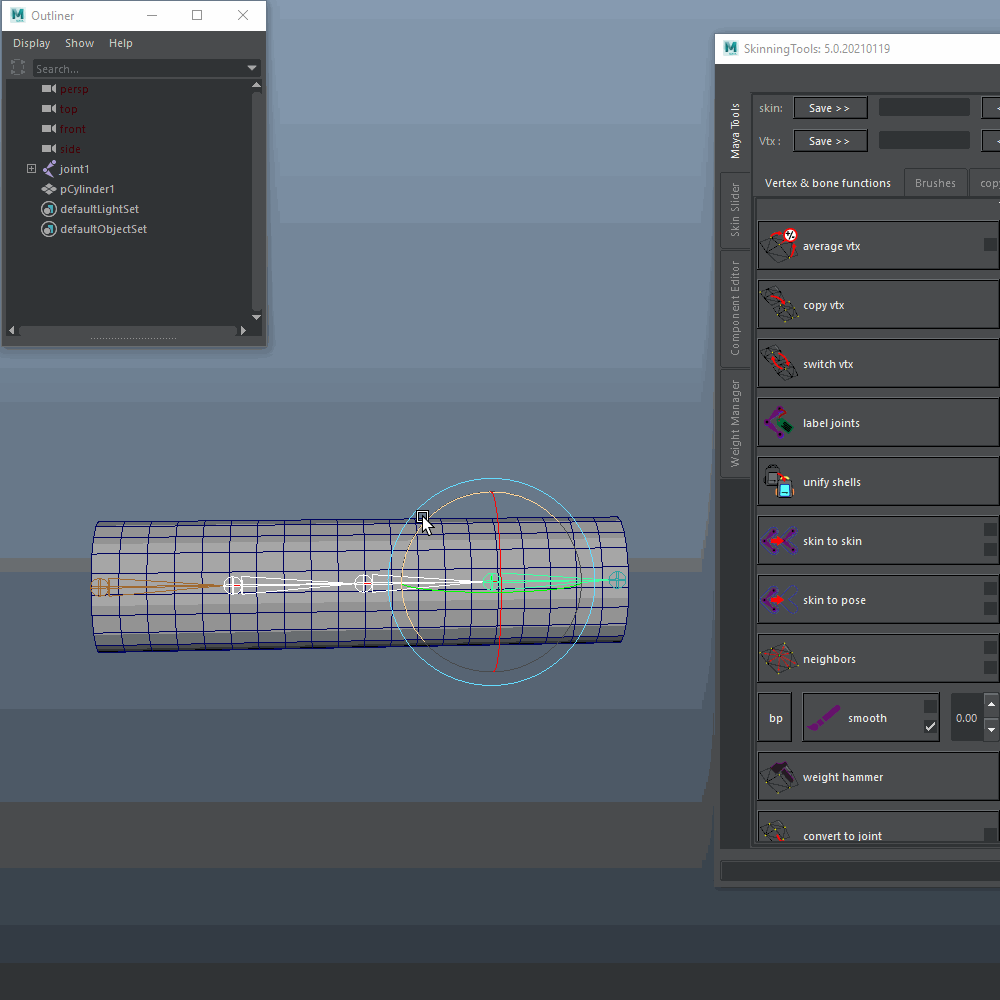 Outliner
Display Show Help
Search...
persp
top
front
side
joint1
pCylinder1
defaultLightSet
defaultObjectSet
SkinningTools: 5.0.20210119
Maya Tools
Skin Slider
Component Editor
Weight Manager
skin: Save >>
Vtx : Save >>
Vertex & bone functions Brushes
average vtx
copy vtx
switch vtx
label joints
unify shells
skin to skin
skin to pose
neighbors
bp smooth 0.00
weight hammer
convert to joint